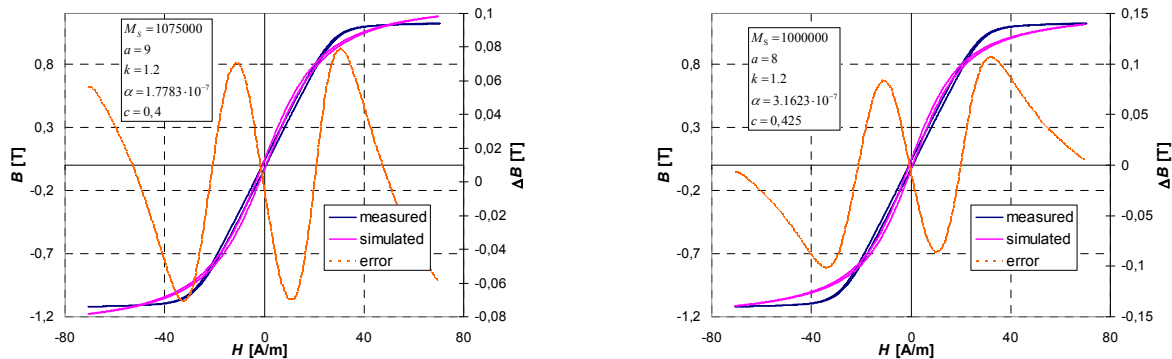 M_S = 1075000
a = 9
k = 1.2
α = 1.7783·10⁻⁷
c = 0,4
B [T]
0,8
0,3
-0,2
-0,7
-1,2
-80
-40
0
40
80
H [A/m]
0,1
0,08
0,06
0,04
0,02
0
-0,02
-0,04
-0,06
-0,08
ΔB [T]
measured
simulated
error
M_S = 1000000
a = 8
k = 1.2
α = 3.1623·10⁻⁷
c = 0,425
B [T]
0,8
0,3
-0,2
-0,7
-1,2
-80
-40
0
40
80
H [A/m]
0,15
0,1
0,05
0
-0,05
-0,1
-0,15
ΔB [T]
measured
simulated
error